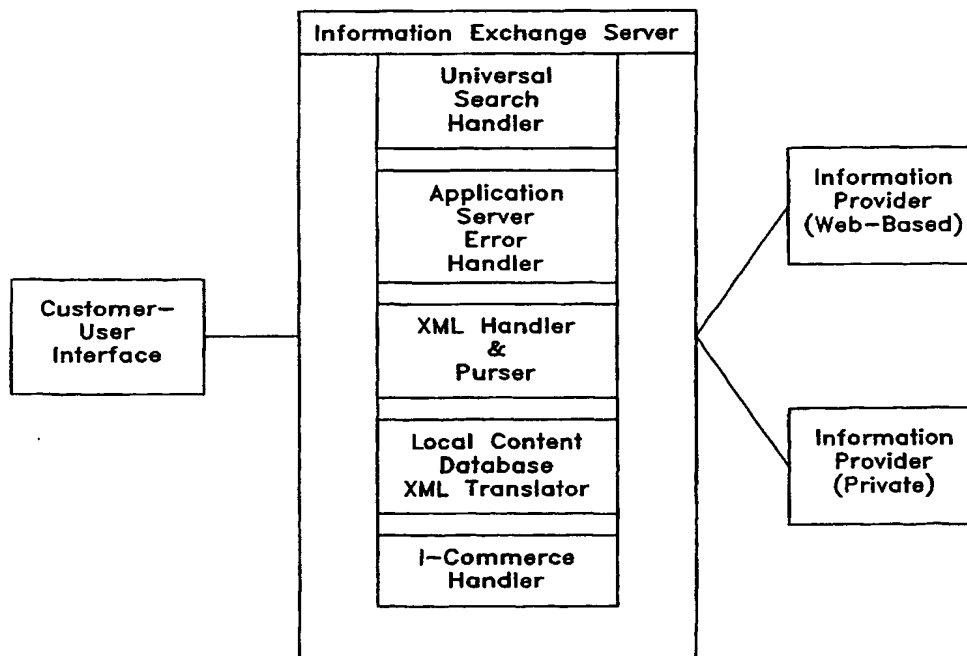 Information Exchange Server
Universal
Search
Handler
Application
Server
Error
Handler
XML Handler
&
Purser
Local Content
Database
XML Translator
I-Commerce
Handler
Customer-
User
Interface
Information
Provider
(Web-Based)
Information
Provider
(Private)